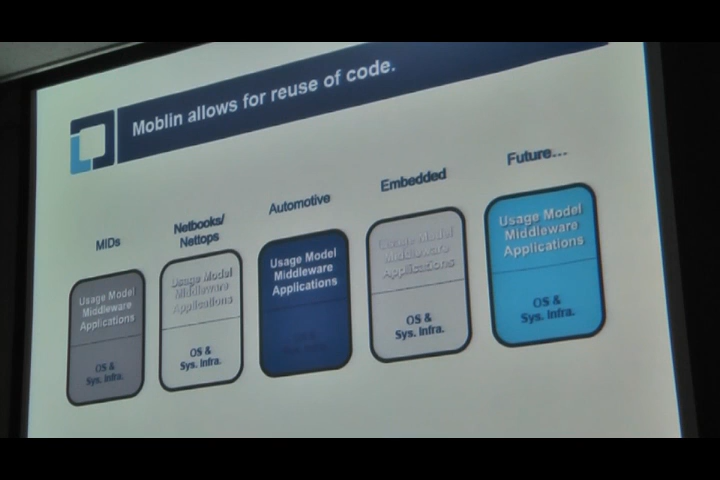 Moblin allows for reuse of code.
MIDs
Usage Model
Middleware
Applications
OS &
Sys. Infra.
Netbooks/
Nettops
Usage Model
Middleware
Applications
OS &
Sys. Infra.
Automotive
Usage Model
Middleware
Applications
Embedded
Usage Model
Middleware
Applications
OS &
Sys. Infra.
Future...
Usage Model
Middleware
Applications
OS &
Sys. Infra.